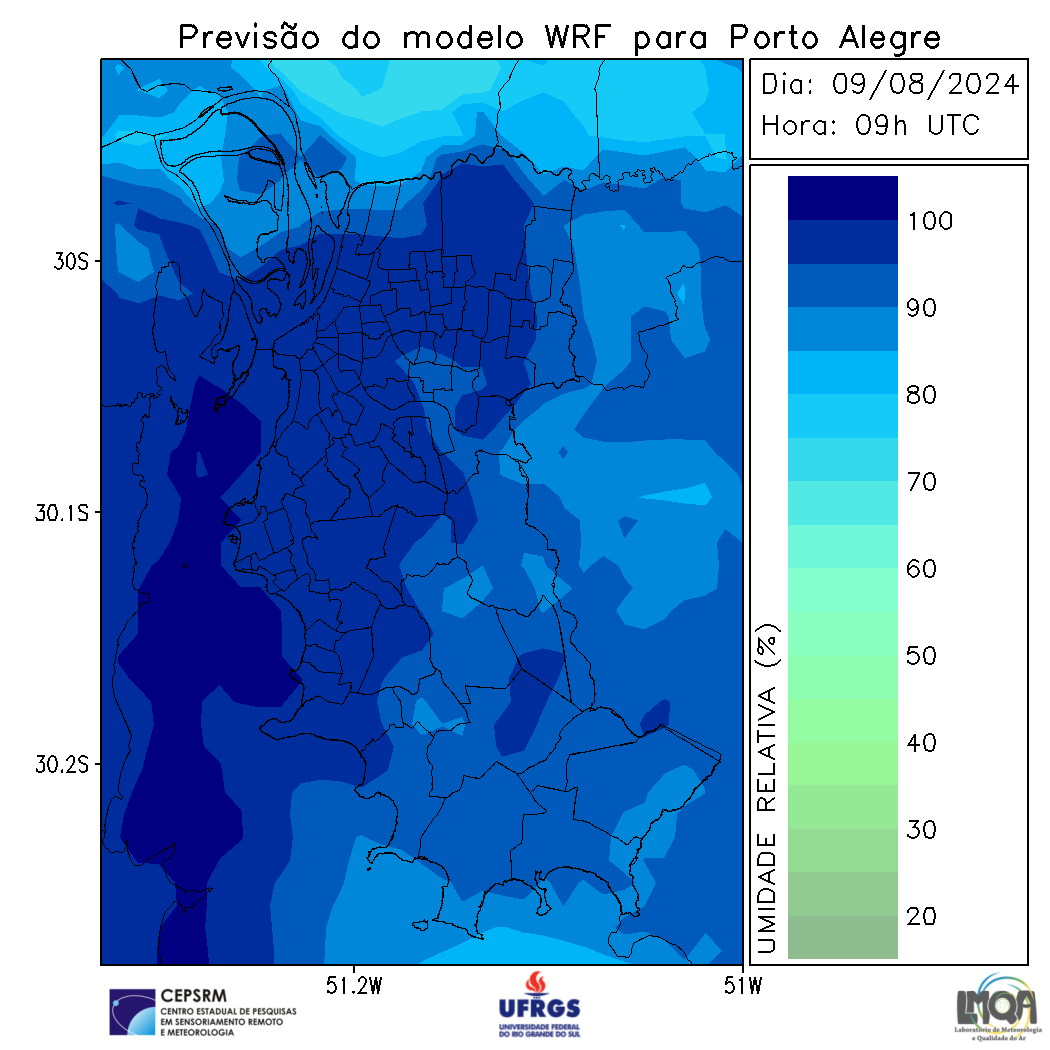 Previsão do modelo WRF para Porto Alegre
Dia: 09/08/2024
Hora: 09h UTC
30S
30.1S
30.2S
51.2W
51W
100
90
80
70
60
50
40
30
20
UMIDADE RELATIVA (%)
CEPSRM
CENTRO ESTADUAL DE PESQUISAS
EM SENSORIAMENTO REMOTO
E METEOROLOGIA
UFRGS
UNIVERSIDADE FEDERAL
DO RIO GRANDE DO SUL
LMQA
Laboratório de Meteorologia
e Qualidade do Ar